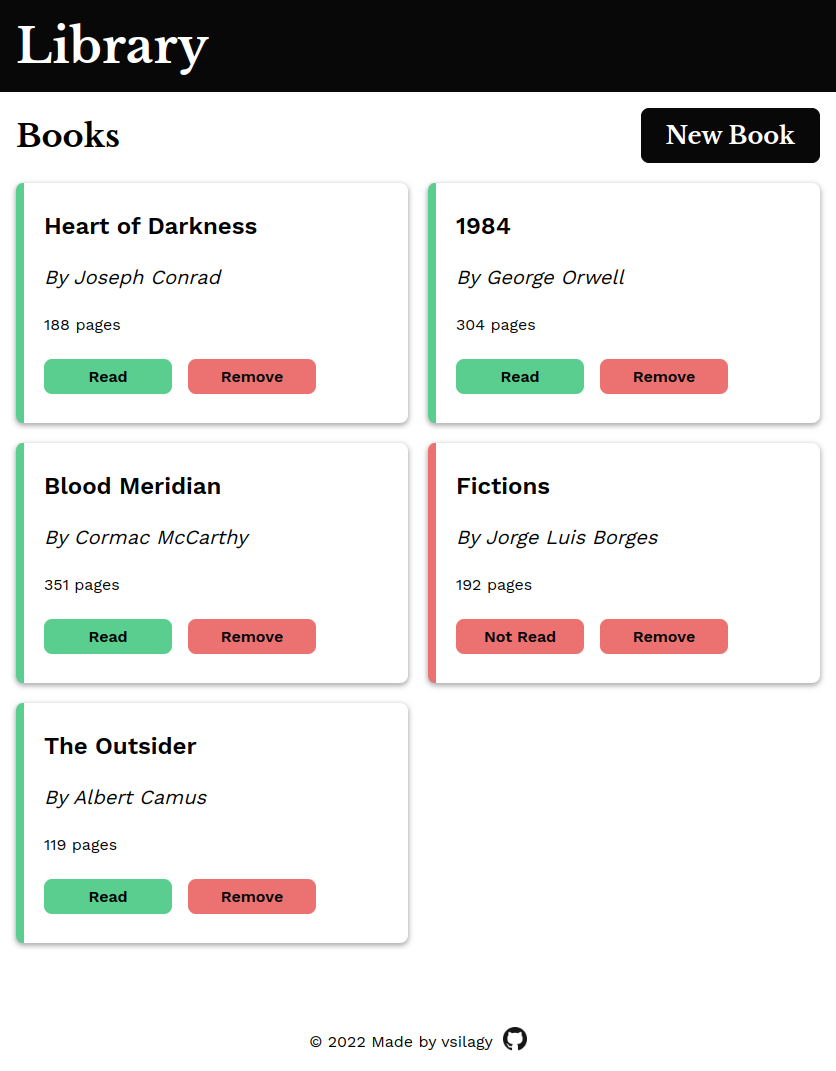 Library
Books
New Book
Heart of Darkness
By Joseph Conrad
188 pages
Read Remove
1984
By George Orwell
304 pages
Read Remove
Blood Meridian
By Cormac McCarthy
351 pages
Read Remove
Fictions
By Jorge Luis Borges
192 pages
Not Read Remove
The Outsider
By Albert Camus
119 pages
Read Remove
© 2022 Made by vsilagy